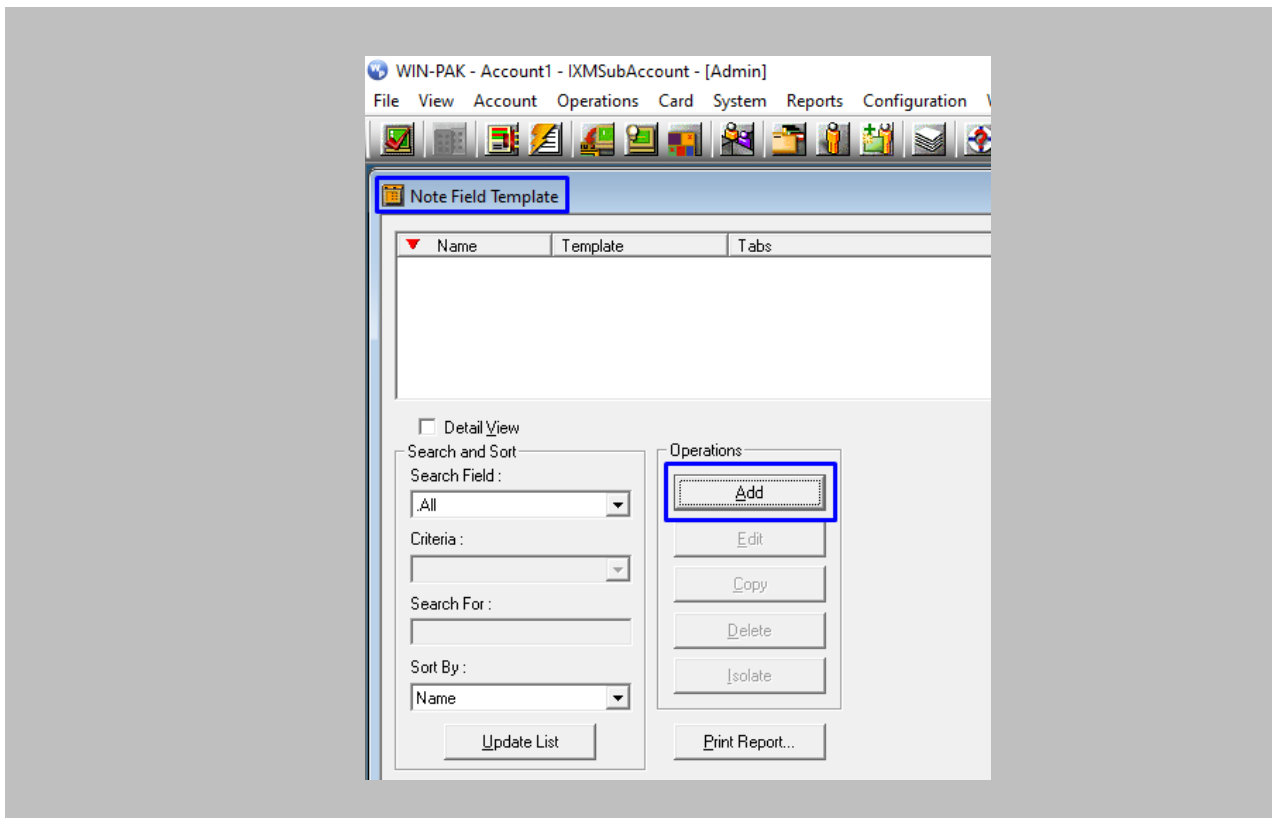 WIN-PAK - Account1 - IXMSubAccount - [Admin]
File View Account Operations Card System Reports Configuration
Note Field Template
Name Template Tabs
Detail View
Search and Sort
Search Field :
.All
Criteria :
Search For :
Sort By :
Name
Update List
Operations
Add
Edit
Copy
Delete
Isolate
Print Report...